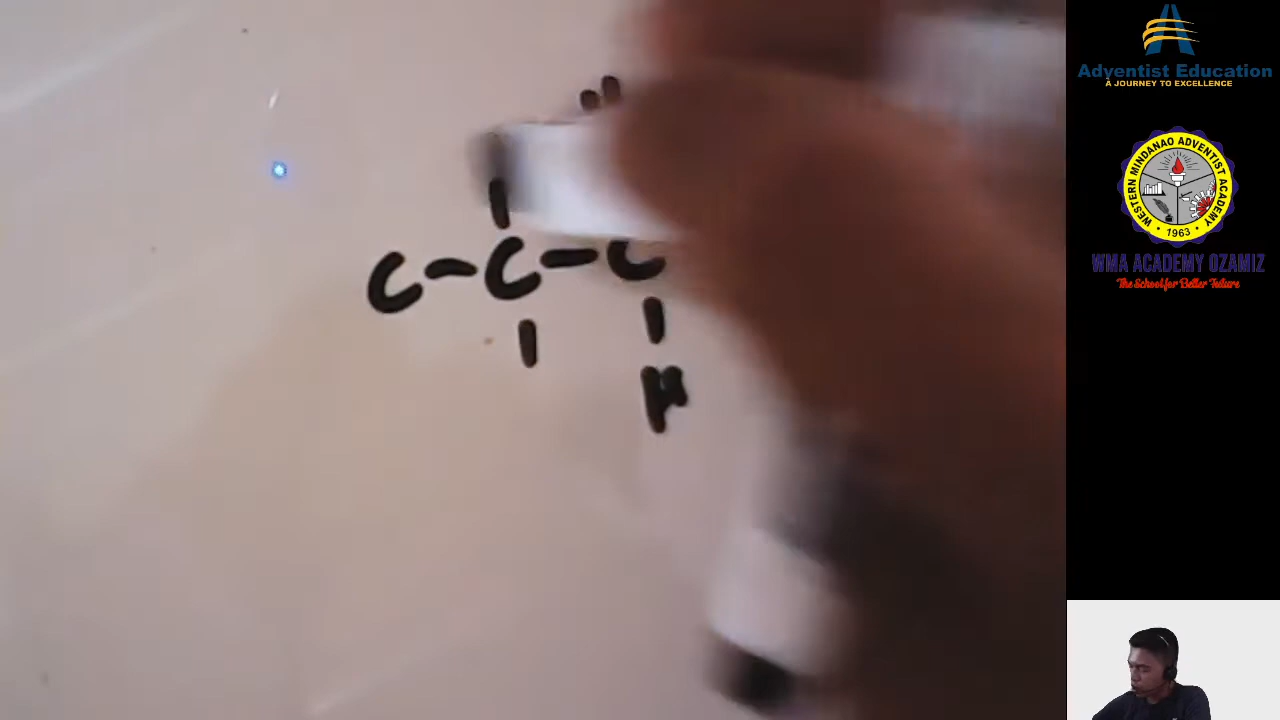 Adventist Education
A JOURNEY TO EXCELLENCE
WESTERN MINDANAO ADVENTIST ACADEMY
• 1963 •
WMA ACADEMY OZAMIZ
The School for Better Future
C-C-C
H